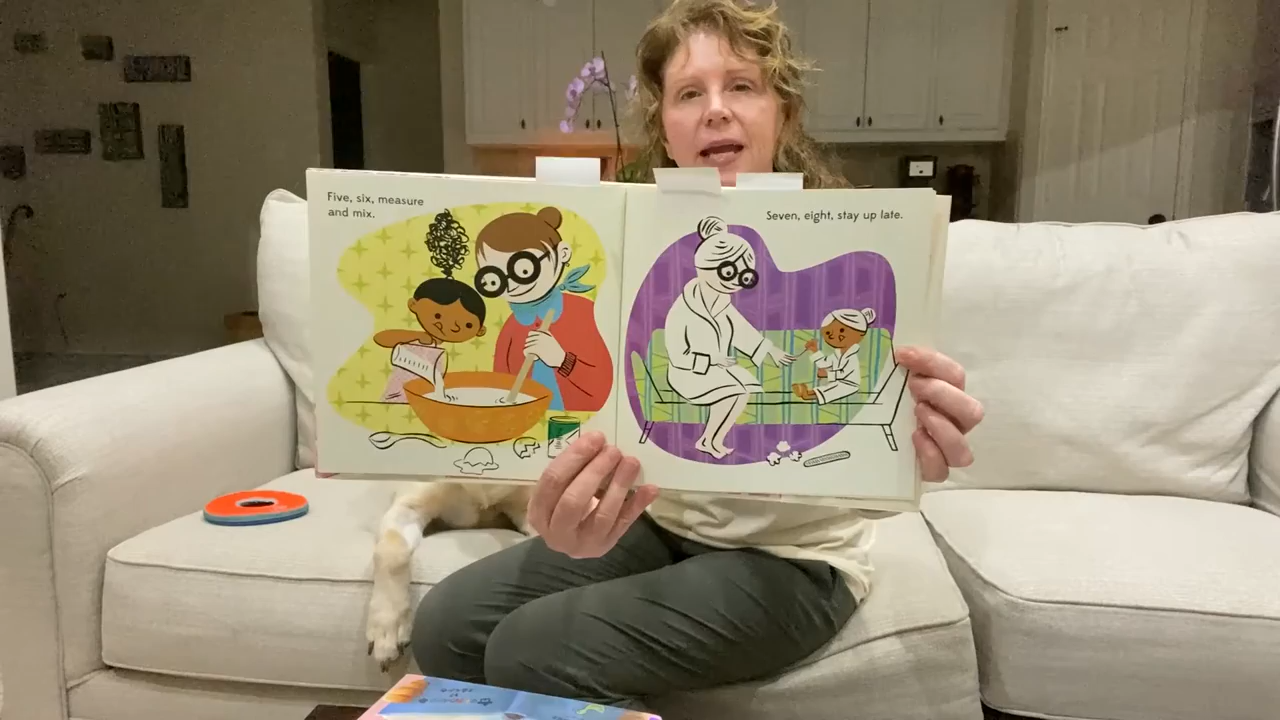 Five, six, measure
and mix.
Seven, eight, stay up late.